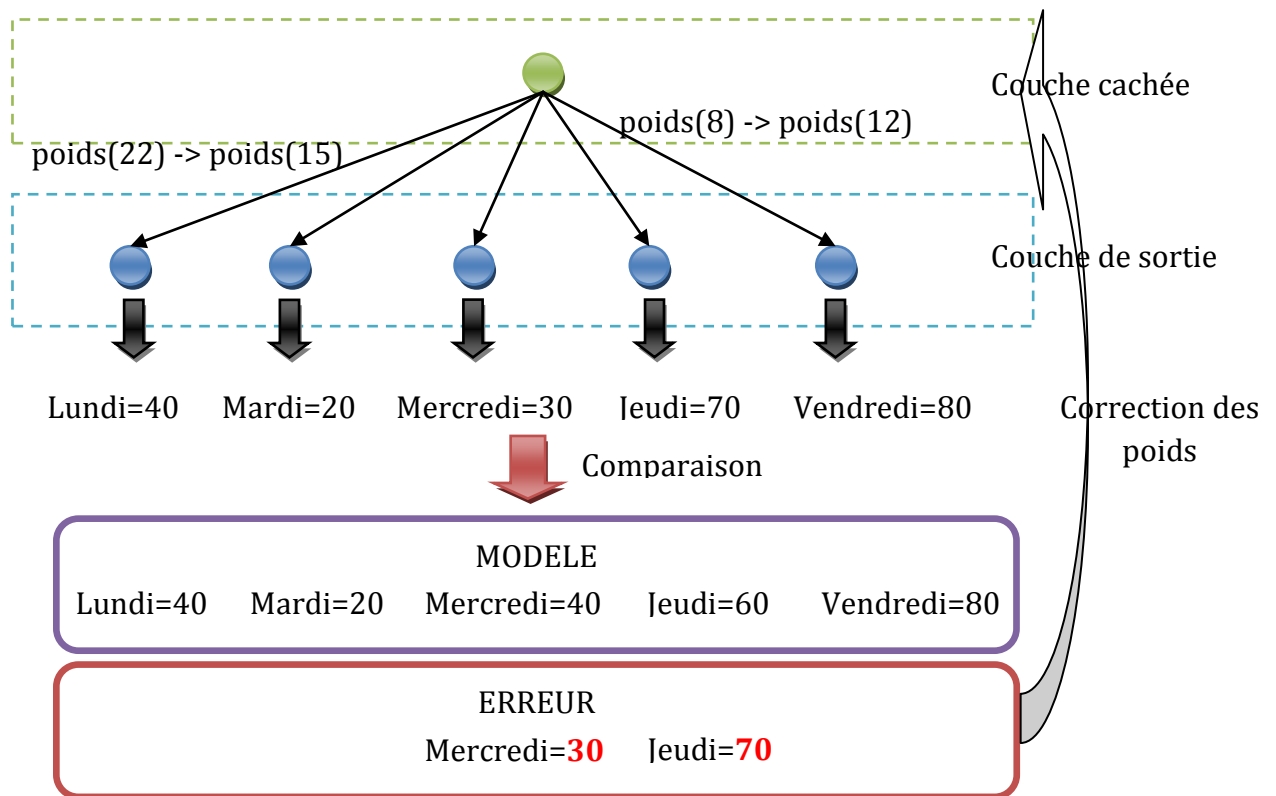 Couche cachée
poids(8) -> poids(12)
poids(22) -> poids(15)
Couche de sortie
Lundi=40 Mardi=20 Mercredi=30 Jeudi=70 Vendredi=80
Correction des
poids
Comparaison
MODELE
Lundi=40 Mardi=20 Mercredi=40 Jeudi=60 Vendredi=80
ERREUR
Mercredi=30 Jeudi=70